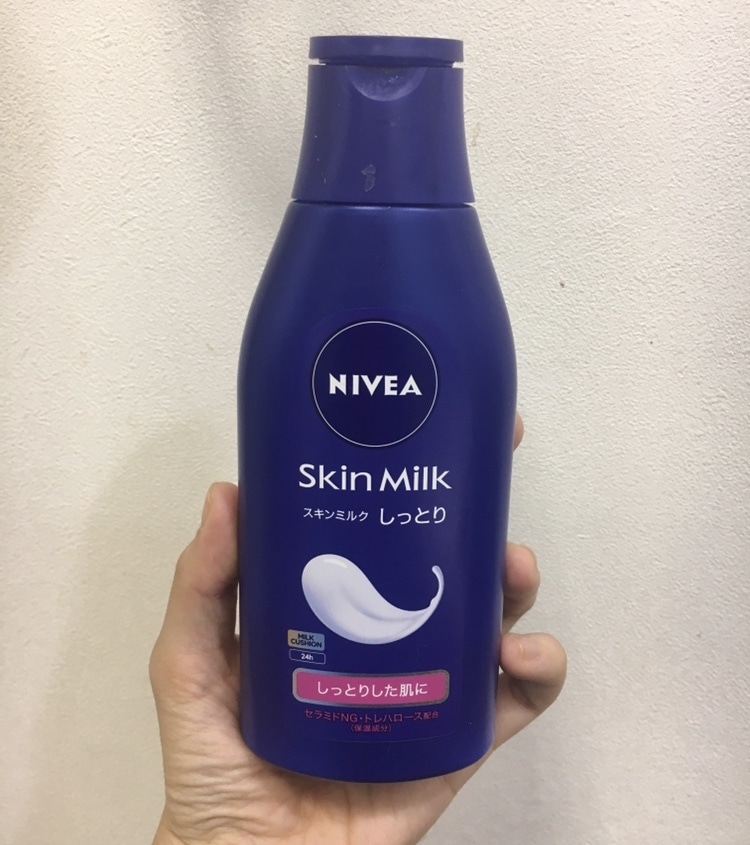 NIVEA
Skin Milk
スキンミルク しっとり
MILK
CUSHION
24h
しっとりした肌に
セラミドNG・トレハロース配合
(保湿成分)